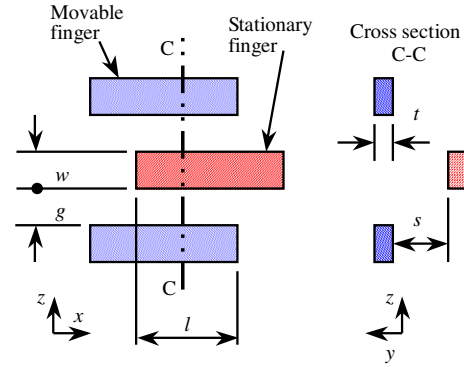 Movable
finger
C
Stationary
finger
Cross section
C-C
t
w
g
s
C
z
x
l
z
y